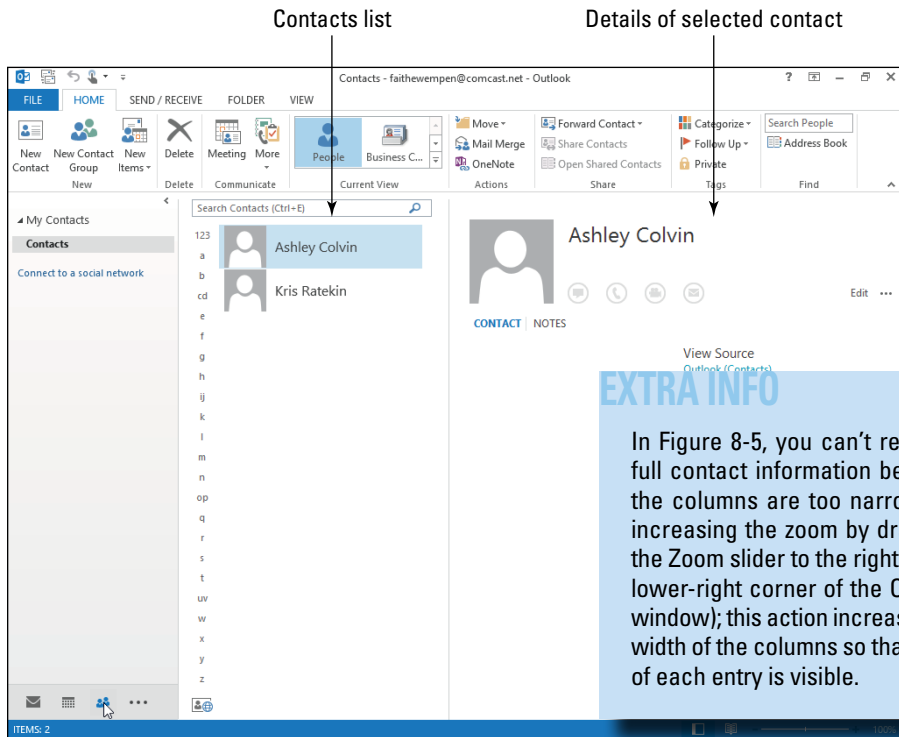 Contacts list
Details of selected contact
Contacts - faithewempen@comcast.net - Outlook
FILE HOME SEND / RECEIVE FOLDER VIEW
New Contact
New Contact Group
New Items
Delete
Meeting
More
People
Business C...
Move
Mail Merge
OneNote
Forward Contact
Share Contacts
Open Shared Contacts
Categorize
Follow Up
Private
Search People
Address Book
New Delete Communicate Current View Actions Share Tags Find
My Contacts
Contacts
Connect to a social network
Search Contacts (Ctrl+E)
123
a
b
cd
e
f
g
h
ij
k
l
m
n
op
q
r
s
t
uv
w
x
y
z
Ashley Colvin
Kris Ratekin
Ashley Colvin
Edit ...
CONTACT | NOTES
View Source
Outlook (Contacts)
EXTRA INFO
In Figure 8-5, you can’t re
full contact information be
the columns are too narro
increasing the zoom by dr
the Zoom slider to the right
lower-right corner of the
window); this action increas
width of the columns so tha
of each entry is visible.
ITEMS: 2
100%